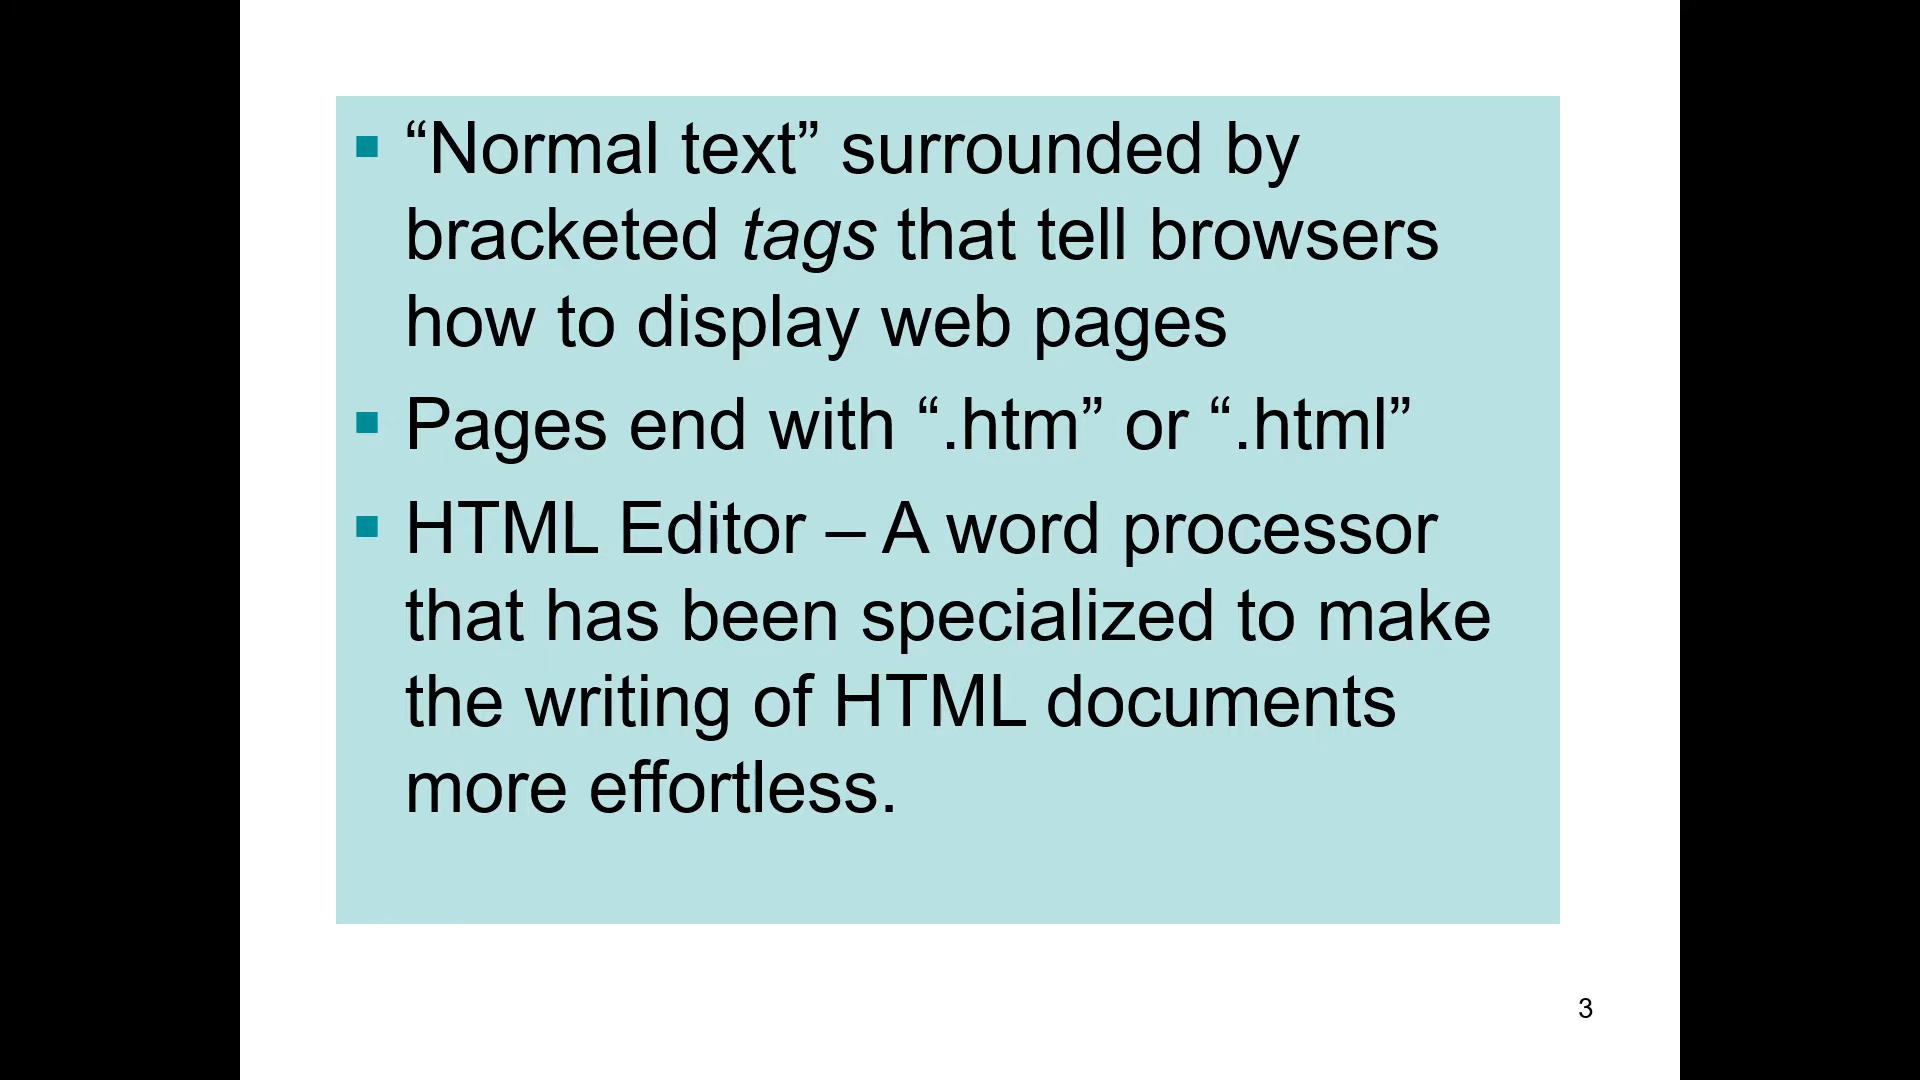 ▪ “Normal text” surrounded by
bracketed tags that tell browsers
how to display web pages
▪ Pages end with “.htm” or “.html”
▪ HTML Editor – A word processor
that has been specialized to make
the writing of HTML documents
more effortless.
3